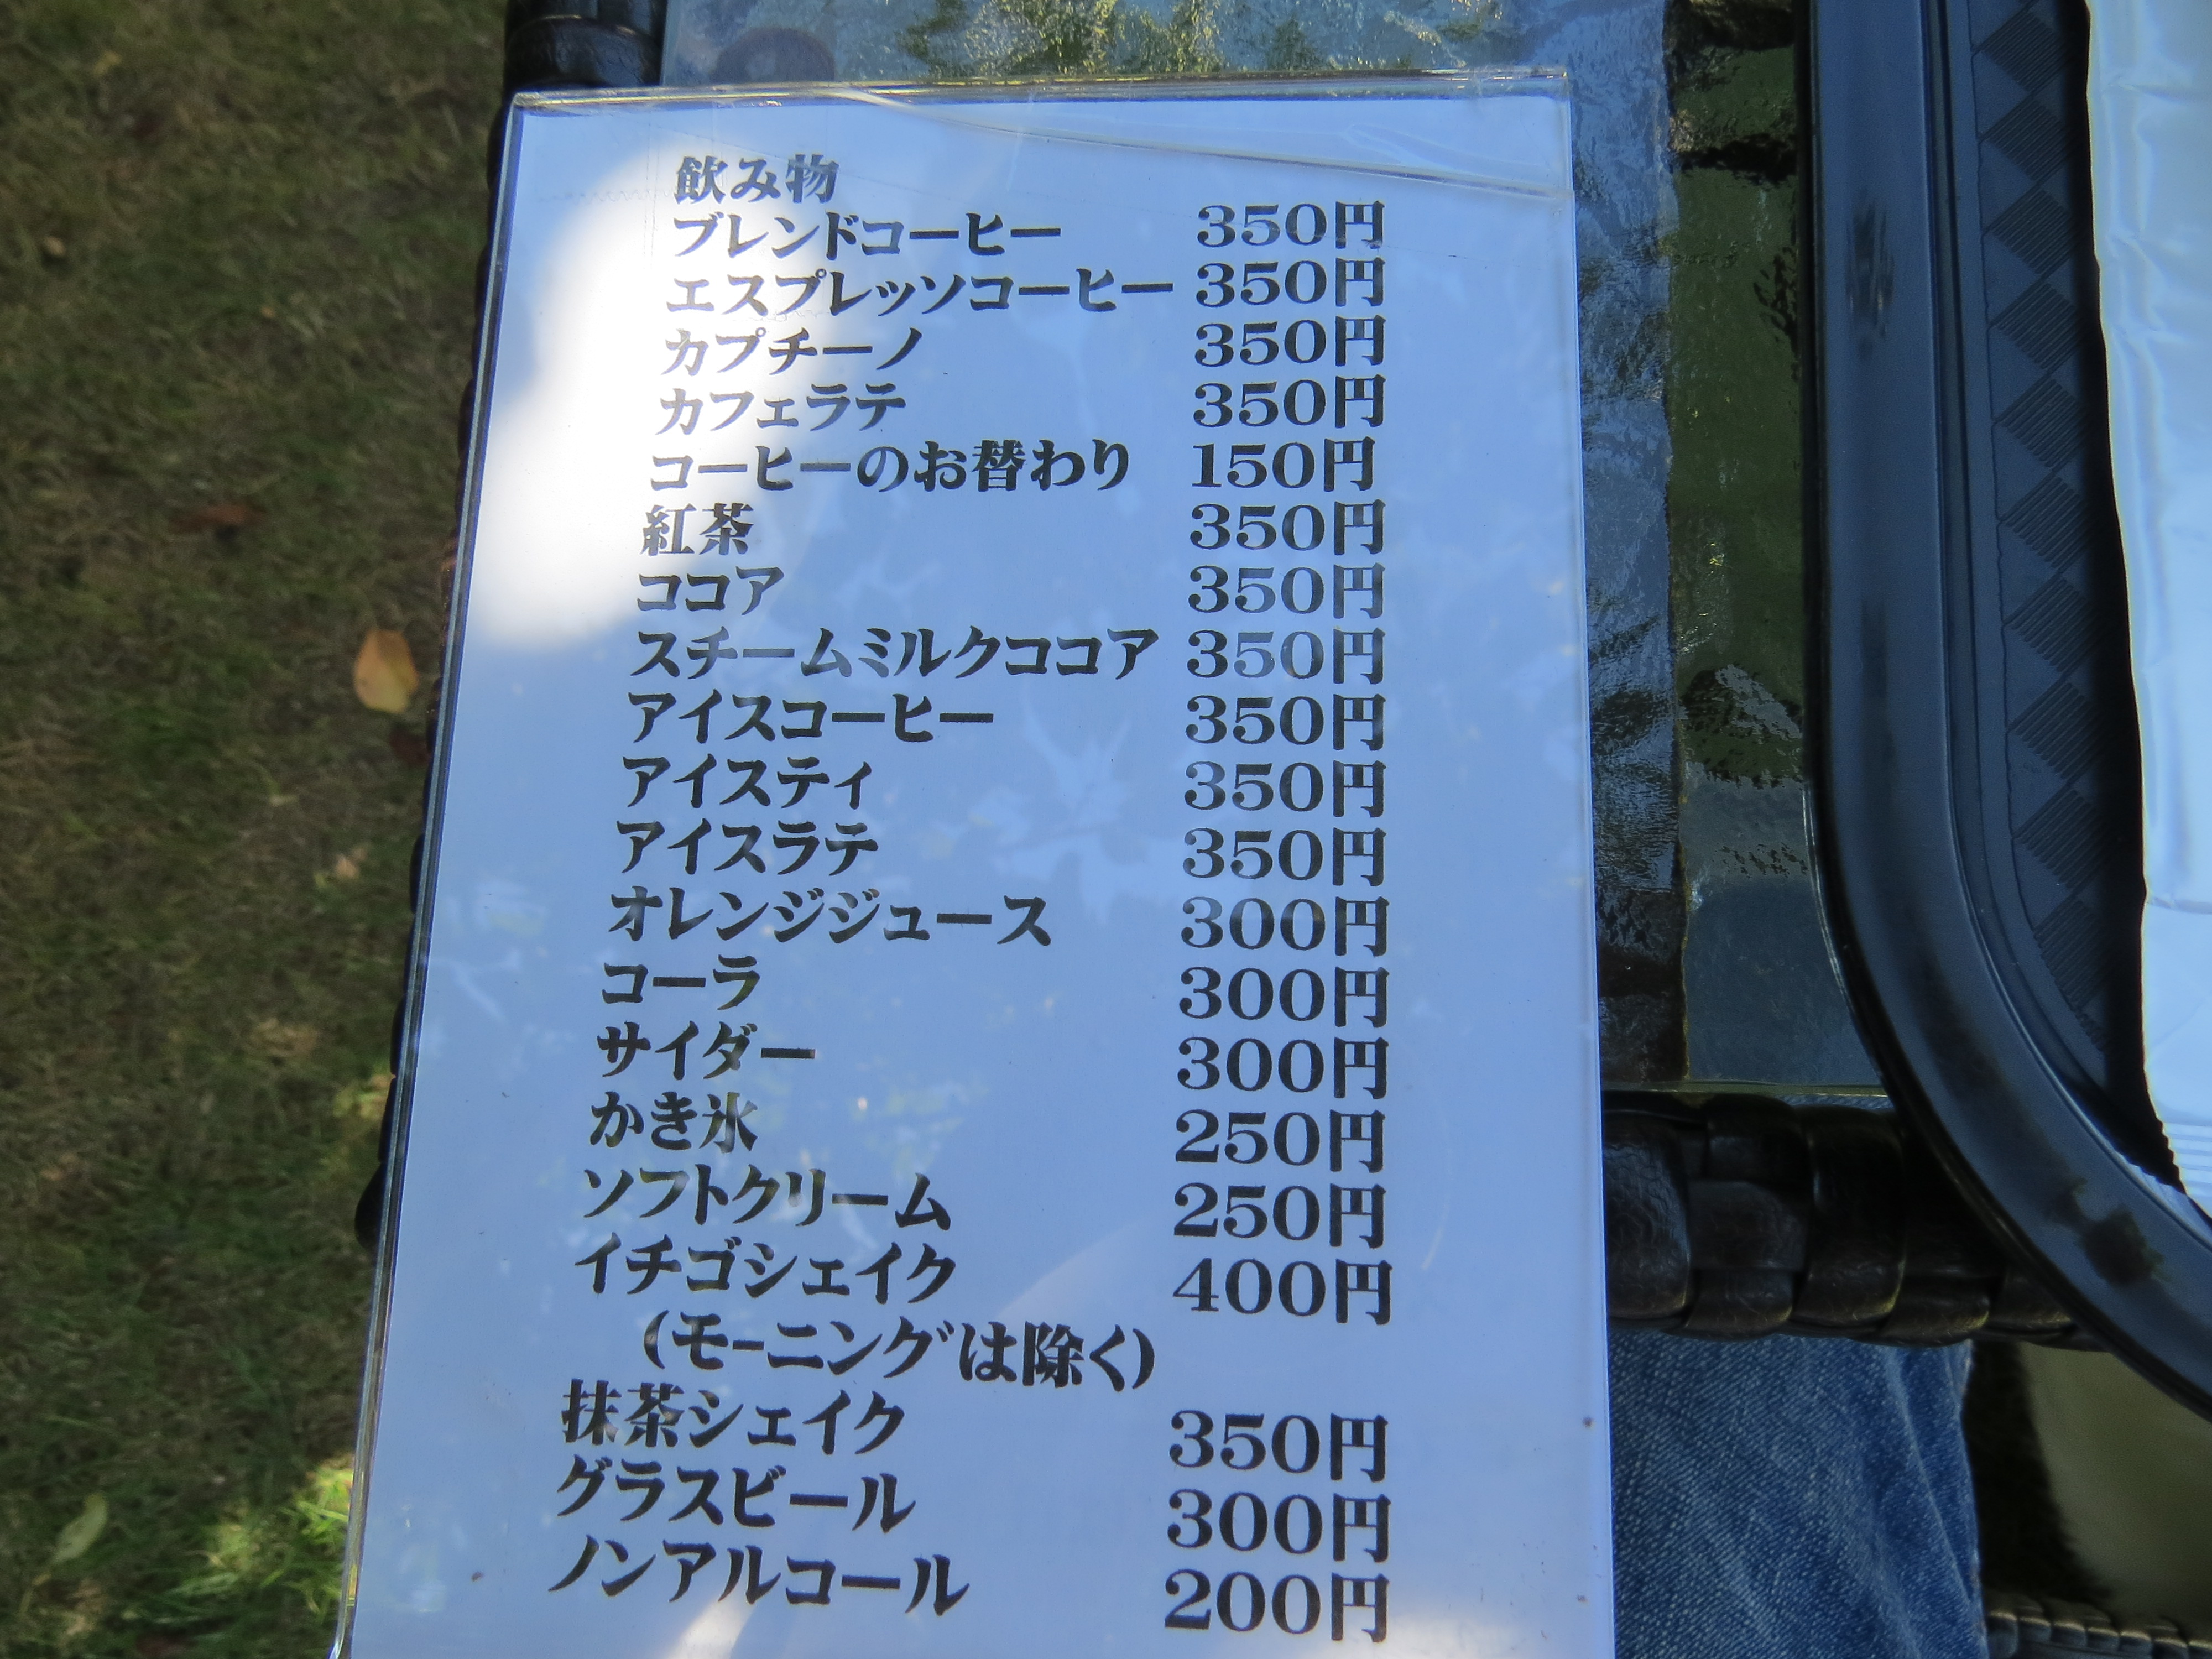 飲み物
ブレンドコーヒー 350円
エスプレッソコーヒー 350円
カプチーノ 350円
カフェラテ 350円
コーヒーのお替わり 150円
紅茶 350円
ココア 350円
スチームミルクココア 350円
アイスコーヒー 350円
アイスティ 350円
アイスラテ 350円
オレンジジュース 300円
コーラ 300円
サイダー 300円
かき氷 250円
ソフトクリーム 250円
イチゴシェイク 400円
(モーニングは除く)
抹茶シェイク 350円
グラスビール 300円
ノンアルコール 200円